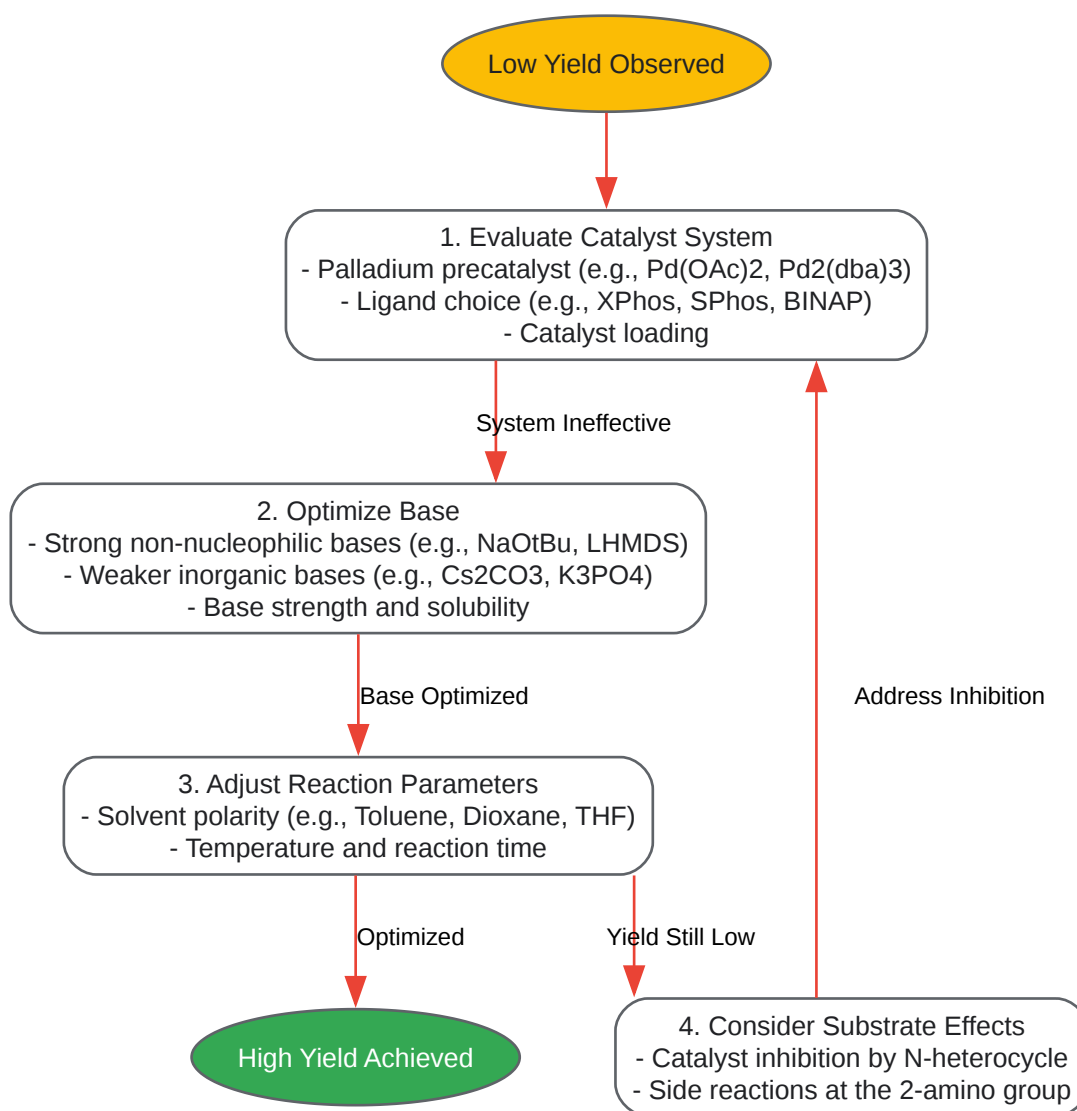 Low Yield Observed
1. Evaluate Catalyst System
- Palladium precatalyst (e.g., Pd(OAc)2, Pd2(dba)3)
- Ligand choice (e.g., XPhos, SPhos, BINAP)
- Catalyst loading
System Ineffective
2. Optimize Base
- Strong non-nucleophilic bases (e.g., NaOtBu, LHMDS)
- Weaker inorganic bases (e.g., Cs2CO3, K3PO4)
- Base strength and solubility
Base Optimized
Address Inhibition
3. Adjust Reaction Parameters
- Solvent polarity (e.g., Toluene, Dioxane, THF)
- Temperature and reaction time
Optimized
Yield Still Low
High Yield Achieved
4. Consider Substrate Effects
- Catalyst inhibition by N-heterocycle
- Side reactions at the 2-amino group